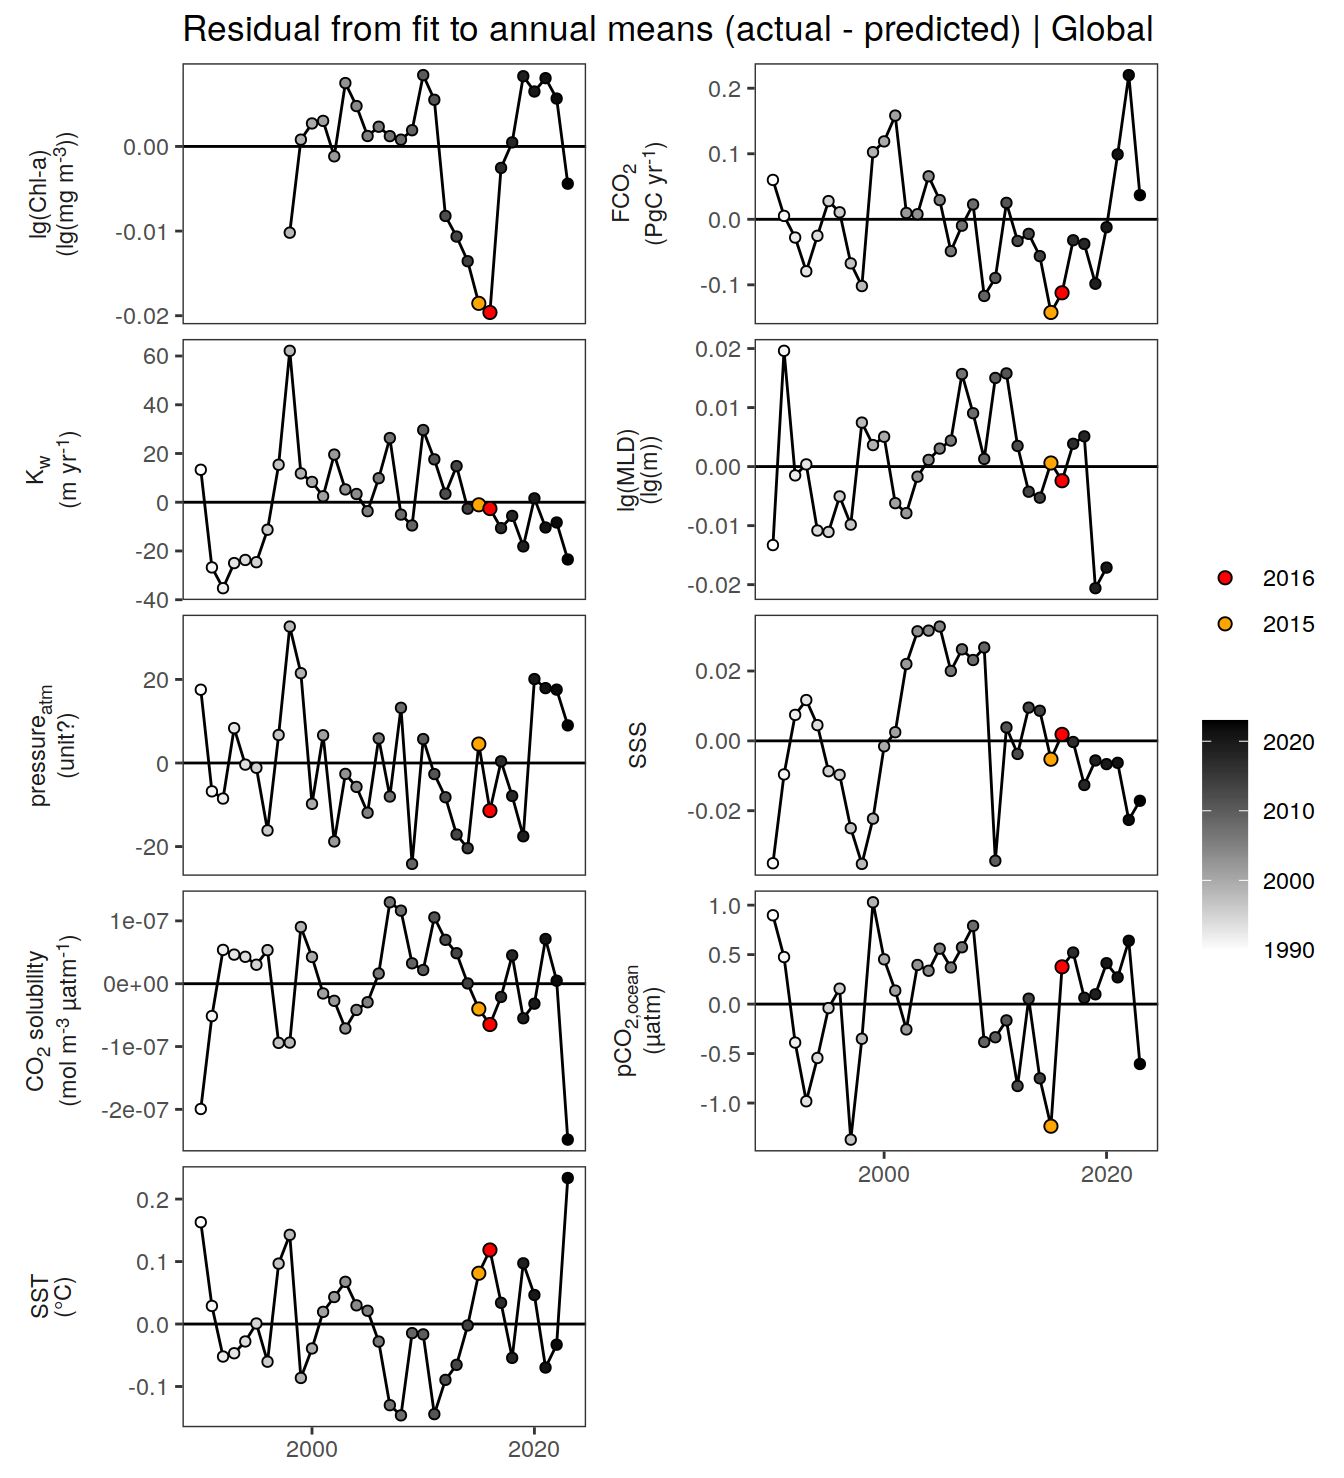 Residual from fit to annual means (actual - predicted) | Global
lg(Chl-a)
(lg(mg m⁻³))
0.00
-0.01
-0.02
FCO₂
(PgC yr⁻¹)
0.2
0.1
0.0
-0.1
K_w
(m yr⁻¹)
60
40
20
0
-20
-40
lg(MLD)
(lg(m))
0.02
0.01
0.00
-0.01
-0.02
pressure_atm
(unit?)
20
0
-20
SSS
0.02
0.00
-0.02
CO₂ solubility
(mol m⁻³ µatm⁻¹)
1e-07
0e+00
-1e-07
-2e-07
pCO₂,ocean
(µatm)
1.0
0.5
0.0
-0.5
-1.0
2000 2020
SST
(°C)
0.2
0.1
0.0
-0.1
2000 2020
2016
2015
2020
2010
2000
1990